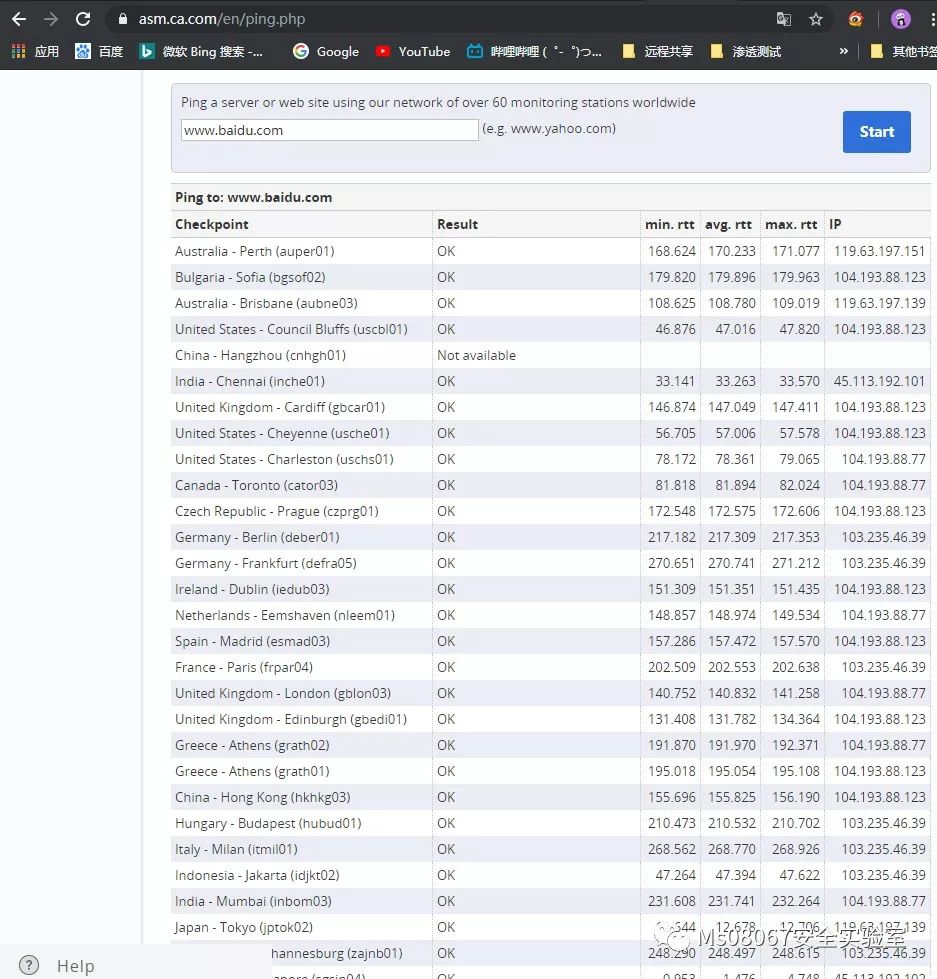 asm.ca.com/en/ping.php
应用 百度 微软 Bing 搜索 -... Google YouTube 哔哩哔哩 ( ゜- ゜)つ... 远程共享 渗透测试 » 其他书签
Ping a server or web site using our network of over 60 monitoring stations worldwide
www.baidu.com (e.g. www.yahoo.com)
Start
Ping to: www.baidu.com
Checkpoint Result min. rtt avg. rtt max. rtt IP
Australia - Perth (auper01) OK 168.624 170.233 171.077 119.63.197.151
Bulgaria - Sofia (bgsof02) OK 179.820 179.896 179.963 104.193.88.123
Australia - Brisbane (aubne03) OK 108.625 108.780 109.019 119.63.197.139
United States - Council Bluffs (uscbl01) OK 46.876 47.016 47.820 104.193.88.123
China - Hangzhou (cnhgh01) Not available
India - Chennai (inche01) OK 33.141 33.263 33.570 45.113.192.101
United Kingdom - Cardiff (gbcar01) OK 146.874 147.049 147.411 104.193.88.123
United States - Cheyenne (usche01) OK 56.705 57.006 57.578 104.193.88.123
United States - Charleston (uschs01) OK 78.172 78.361 79.065 104.193.88.77
Canada - Toronto (cator03) OK 81.818 81.894 82.024 104.193.88.77
Czech Republic - Prague (czprg01) OK 172.548 172.575 172.606 104.193.88.123
Germany - Berlin (deber01) OK 217.182 217.309 217.353 103.235.46.39
Germany - Frankfurt (defra05) OK 270.651 270.741 271.212 103.235.46.39
Ireland - Dublin (iedub03) OK 151.309 151.351 151.435 104.193.88.123
Netherlands - Eemshaven (nleem01) OK 148.857 148.974 149.534 104.193.88.77
Spain - Madrid (esmad03) OK 157.286 157.472 157.570 104.193.88.123
France - Paris (frpar04) OK 202.509 202.553 202.638 103.235.46.39
United Kingdom - London (gblon03) OK 140.752 140.832 141.258 104.193.88.77
United Kingdom - Edinburgh (gbedi01) OK 131.408 131.782 134.364 104.193.88.123
Greece - Athens (grath02) OK 191.870 191.970 192.371 104.193.88.77
Greece - Athens (grath01) OK 195.018 195.054 195.108 104.193.88.123
China - Hong Kong (hkhkg03) OK 155.696 155.825 156.190 104.193.88.123
Hungary - Budapest (hubud01) OK 210.473 210.532 210.702 103.235.46.39
Italy - Milan (itmil01) OK 268.562 268.770 268.926 103.235.46.39
Indonesia - Jakarta (idjkt02) OK 47.264 47.394 47.622 103.235.46.39
India - Mumbai (inbom03) OK 231.608 231.741 232.264 104.193.88.77
Japan - Tokyo (jptok02) OK 12.678 12.706 119.63.197.139
Ms08067安全实验室
hannesburg (zajnb01) OK 248.290 248.497 248.615 103.235.46.39
Help